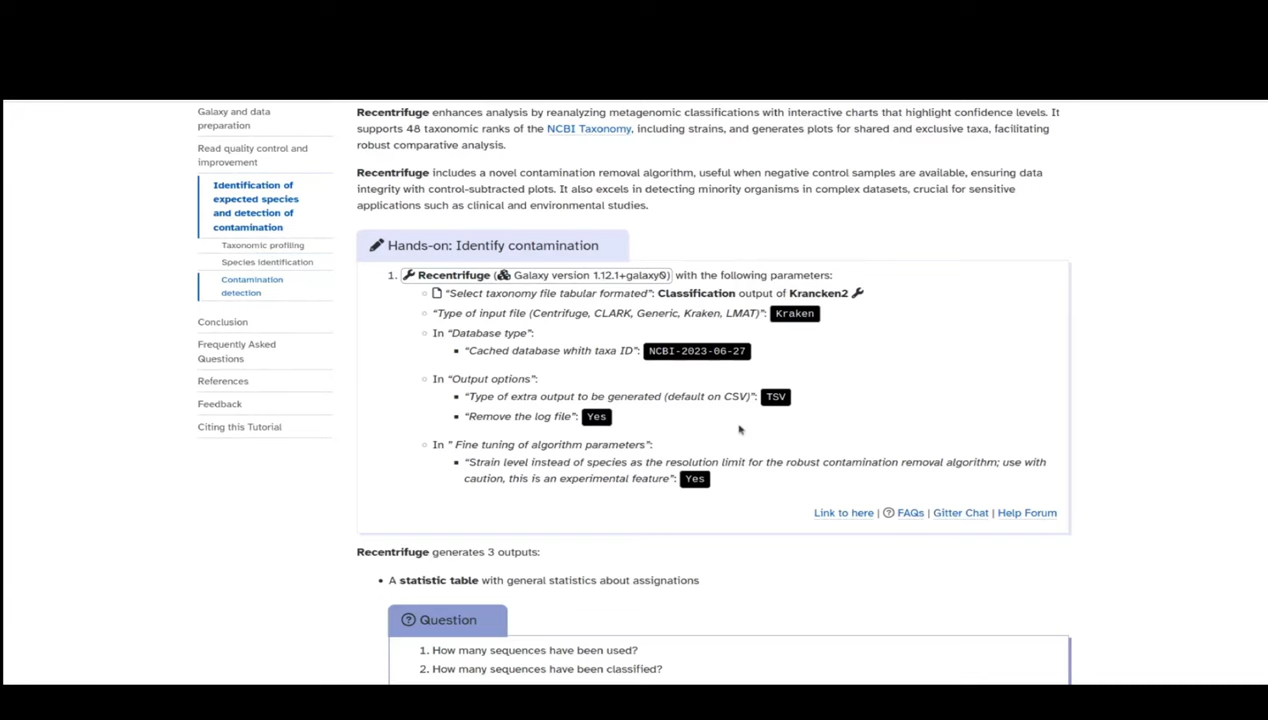 Galaxy and data
preparation
Read quality control and
improvement
Identification of
expected species
and detection of
contamination
Taxonomic profiling
Species identification
Contamination
detection
Conclusion
Frequently Asked
Questions
References
Feedback
Citing this Tutorial
Recentrifuge enhances analysis by reanalyzing metagenomic classifications with interactive charts that highlight confidence levels. It
supports 48 taxonomic ranks of the NCBI Taxonomy, including strains, and generates plots for shared and exclusive taxa, facilitating
robust comparative analysis.
Recentrifuge includes a novel contamination removal algorithm, useful when negative control samples are available, ensuring data
integrity with control-subtracted plots. It also excels in detecting minority organisms in complex datasets, crucial for sensitive
applications such as clinical and environmental studies.
Hands-on: Identify contamination
1. Recentrifuge ( Galaxy version 1.12.1+galaxy0) with the following parameters:
"Select taxonomy file tabular formated": Classification output of Krancken2
"Type of input file (Centrifuge, CLARK, Generic, Kraken, LMAT)": Kraken
In "Database type":
"Cached database whith taxa ID": NCBI-2023-06-27
In "Output options":
"Type of extra output to be generated (default on CSV)": TSV
"Remove the log file": Yes
In " Fine tuning of algorithm parameters":
"Strain level instead of species as the resolution limit for the robust contamination removal algorithm; use with
caution, this is an experimental feature": Yes
Link to here | FAQs | Gitter Chat | Help Forum
Recentrifuge generates 3 outputs:
• A statistic table with general statistics about assignations
Question
1. How many sequences have been used?
2. How many sequences have been classified?